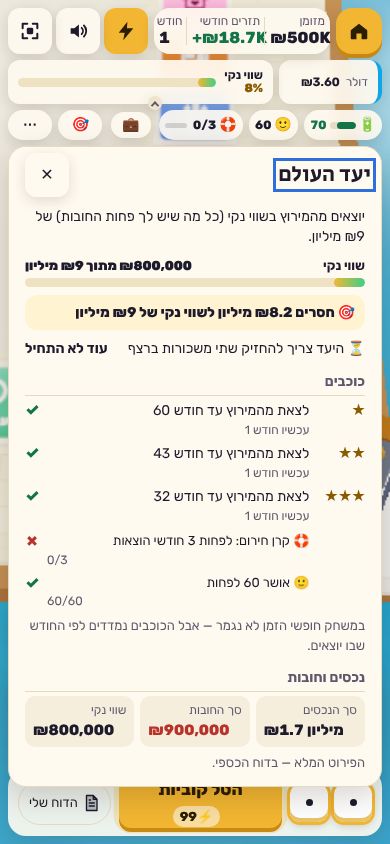 מזומן
₪500K
תזרים חודשי
+₪18.7K
חודש
1
דולר ₪3.60
שווי נקי
8%
70
60
0/3
...
יעד העולם
×
יוצאים מהמירוץ בשווי נקי (כל מה שיש לך פחות החובות) של
₪9 מיליון.
שווי נקי
₪800,000 מתוך ₪9 מיליון
🎯 חסרים ₪8.2 מיליון לשווי נקי של ₪9 מיליון
⏳ היעד צריך להחזיק שתי משכורות ברצף
עוד לא התחיל
כוכבים
★ לצאת מהמירוץ עד חודש 60 ✔
עכשיו חודש 1
★★ לצאת מהמירוץ עד חודש 43 ✔
עכשיו חודש 1
★★★ לצאת מהמירוץ עד חודש 32 ✔
עכשיו חודש 1
🛟 קרן חירום: לפחות 3 חודשי הוצאות ✖
0/3
🙂 אושר 60 לפחות ✔
60/60
במשחק חופשי הזמן לא נגמר — אבל הכוכבים נמדדים לפי החודש
שבו יוצאים.
נכסים וחובות
סך הנכסים
₪1.7 מיליון
סך החובות
₪900,000
שווי נקי
₪800,000
הפירוט המלא — בדוח הכספי.
הטל קוביות
⚡99
הדוח שלי